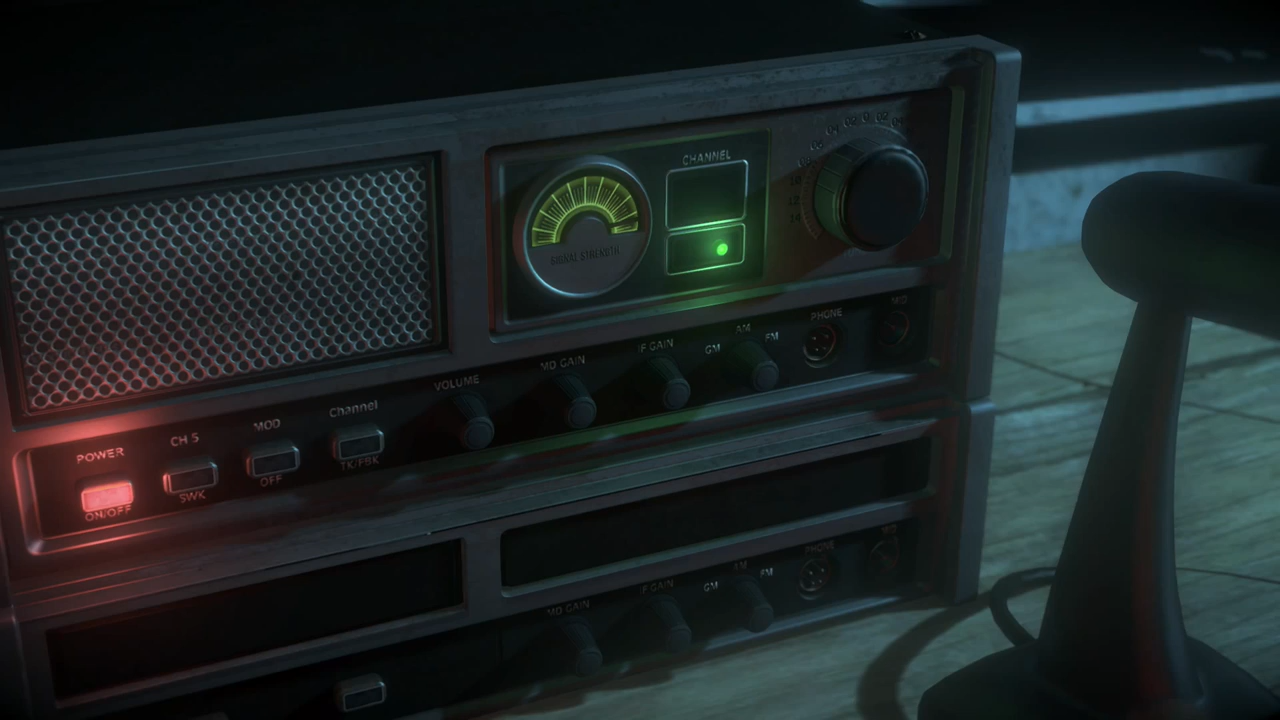 CHANNEL
SIGNAL STRENGTH
POWER
ON/OFF
CH 5
SWK
MOD
OFF
Channel
TK/FBK
VOLUME
MD GAIN
IF GAIN
GM
AM
FM
PHONE
MID
MD GAIN
IF GAIN
GM
FM
PHONE